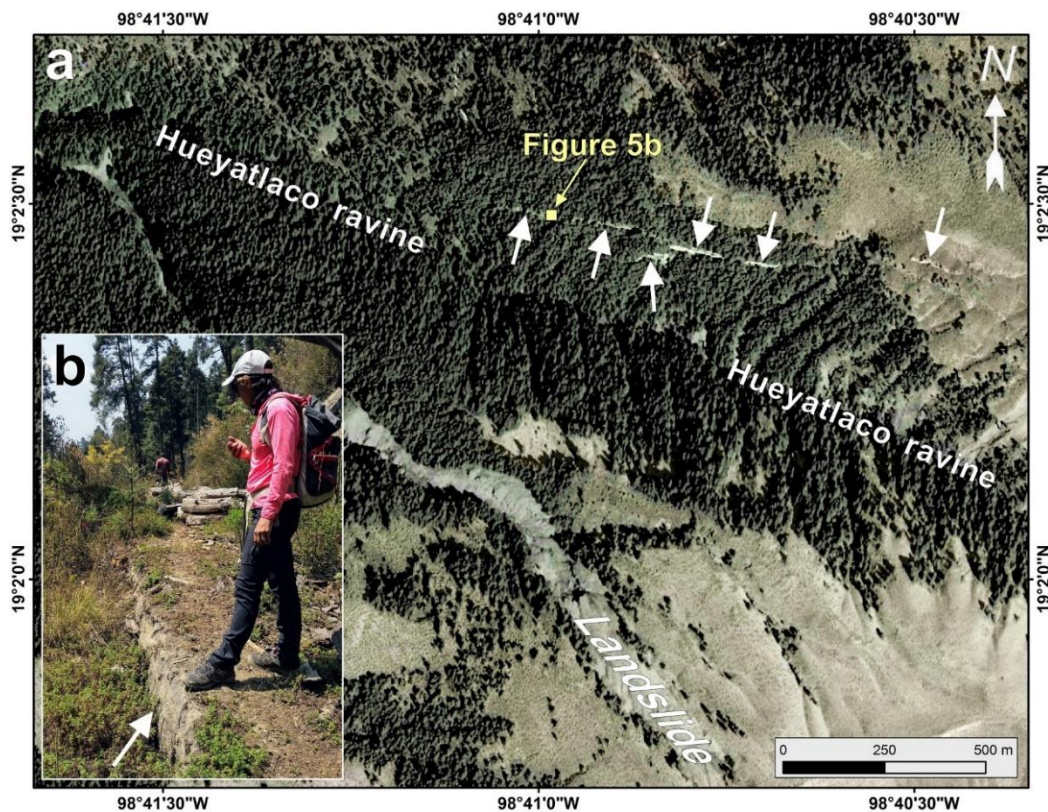 98°41'30"W 98°41'0"W 98°40'30"W
a
N
Hueyatlaco ravine
Figure 5b
19°2'30"N
19°2'30"N
b
Hueyatlaco ravine
19°2'0"N
19°2'0"N
Landslide
0 250 500 m
98°41'30"W 98°41'0"W 98°40'30"W